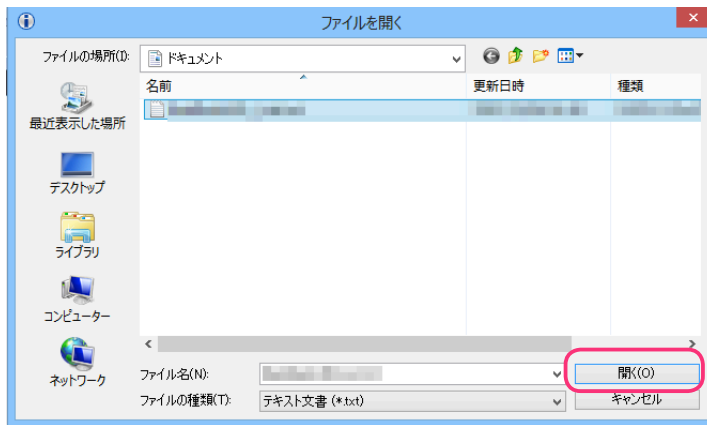 ファイルを開く
ファイルの場所(I):
ドキュメント
名前
更新日時
種類
最近表示した場所
デスクトップ
ライブラリ
コンピューター
ネットワーク
ファイル名(N):
開く(O)
ファイルの種類(T):
テキスト文書 (*.txt)
キャンセル